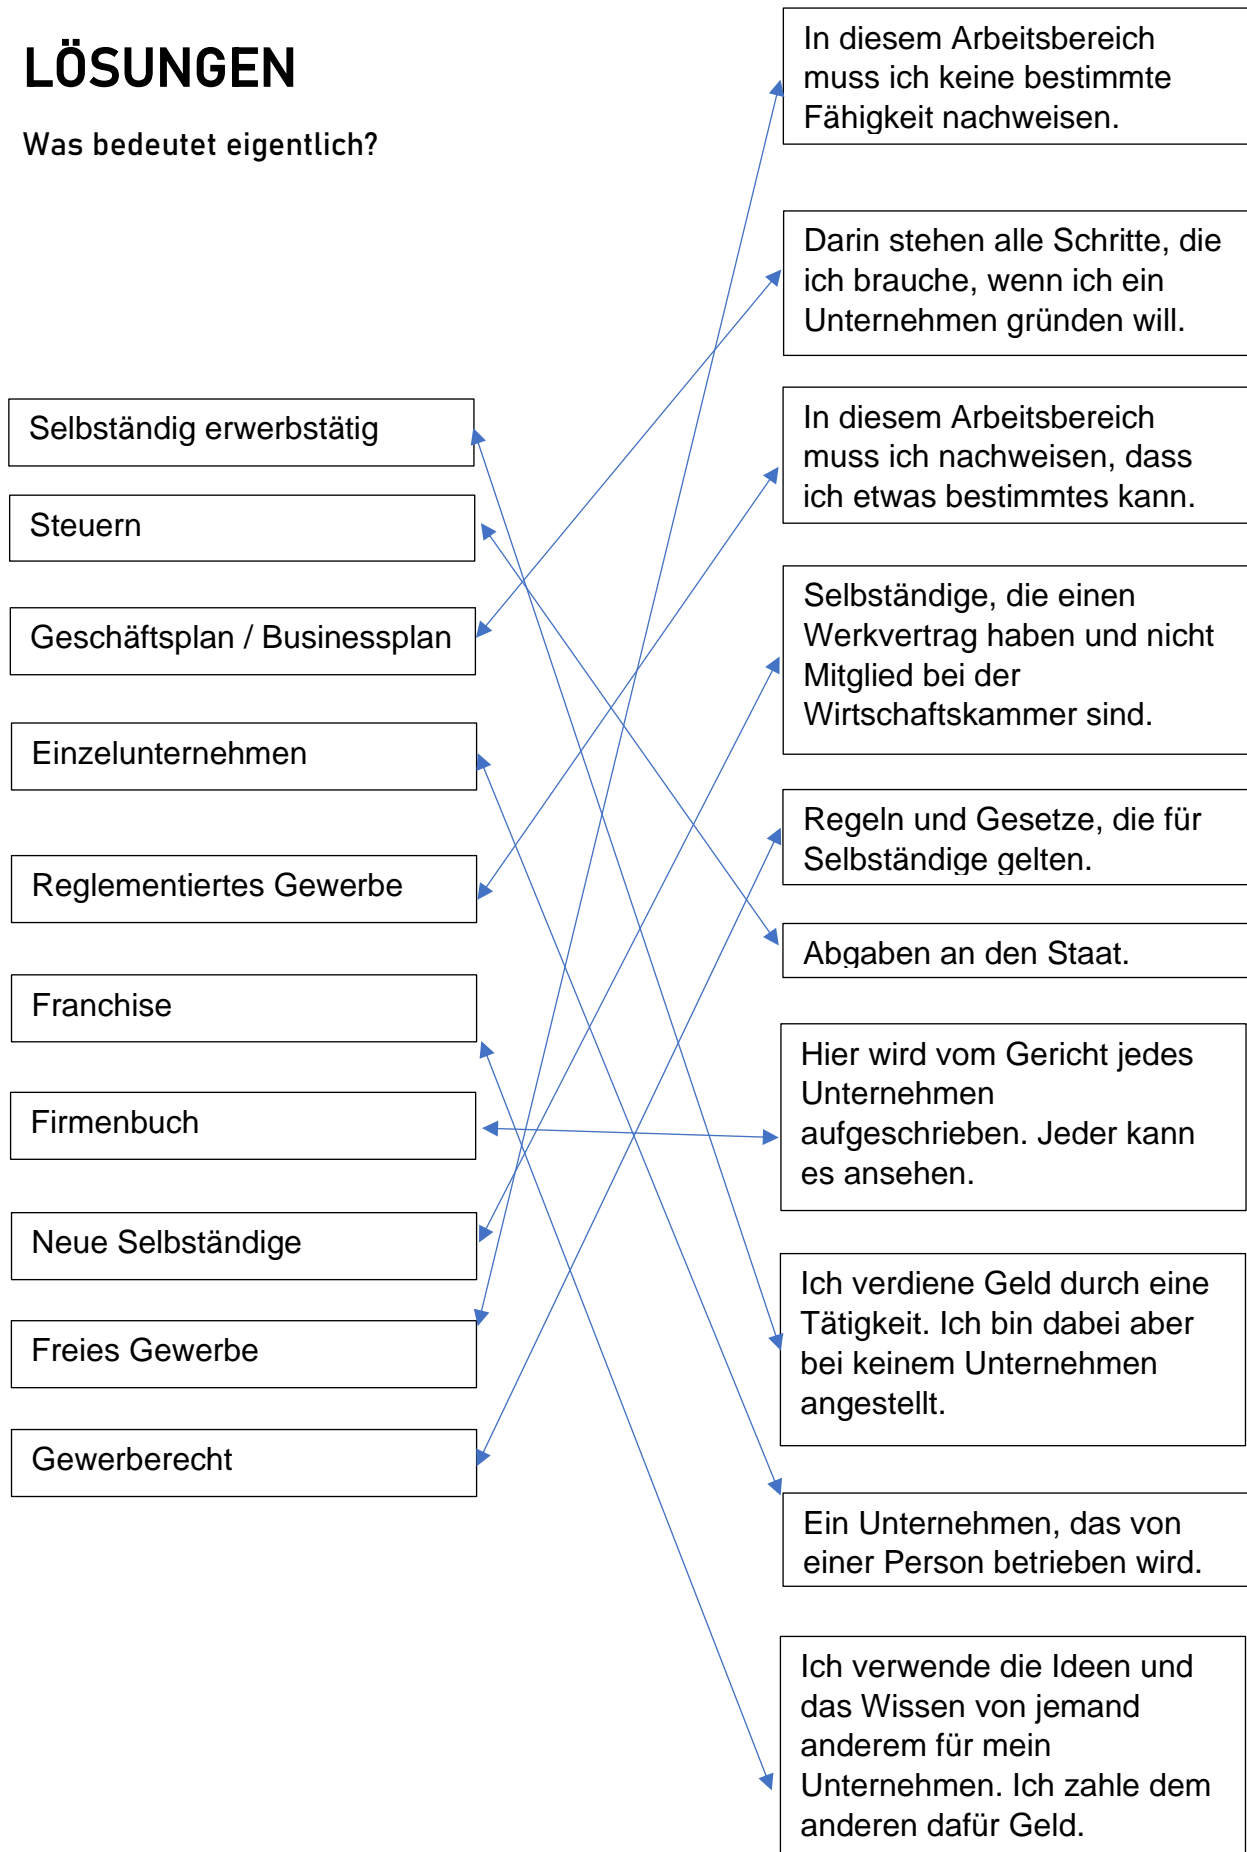 LÖSUNGEN
Was bedeutet eigentlich?
Selbständig erwerbstätig
Steuern
Geschäftsplan / Businessplan
Einzelunternehmen
Reglementiertes Gewerbe
Franchise
Firmenbuch
Neue Selbständige
Freies Gewerbe
Gewerberecht
In diesem Arbeitsbereich
muss ich keine bestimmte
Fähigkeit nachweisen.
Darin stehen alle Schritte, die
ich brauche, wenn ich ein
Unternehmen gründen will.
In diesem Arbeitsbereich
muss ich nachweisen, dass
ich etwas bestimmtes kann.
Selbständige, die einen
Werkvertrag haben und nicht
Mitglied bei der
Wirtschaftskammer sind.
Regeln und Gesetze, die für
Selbständige gelten.
Abgaben an den Staat.
Hier wird vom Gericht jedes
Unternehmen
aufgeschrieben. Jeder kann
es ansehen.
Ich verdiene Geld durch eine
Tätigkeit. Ich bin dabei aber
bei keinem Unternehmen
angestellt.
Ein Unternehmen, das von
einer Person betrieben wird.
Ich verwende die Ideen und
das Wissen von jemand
anderem für mein
Unternehmen. Ich zahle dem
anderen dafür Geld.